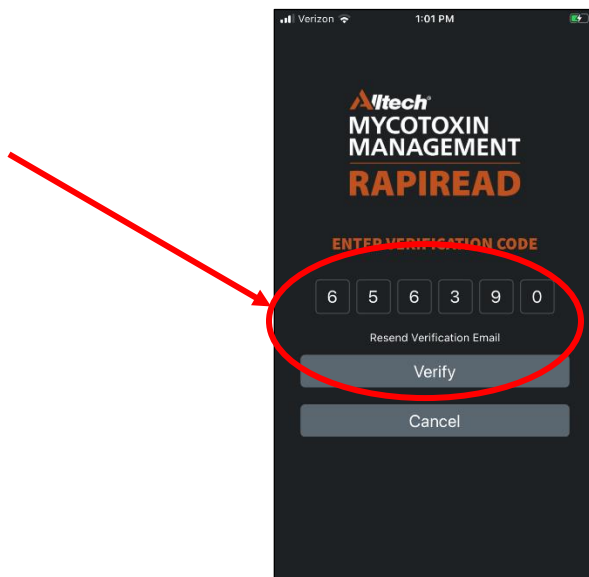 Verizon 1:01 PM
Alltech®
MYCOTOXIN
MANAGEMENT
RAPIREAD
ENTER VERIFICATION CODE
6 5 6 3 9 0
Resend Verification Email
Verify
Cancel